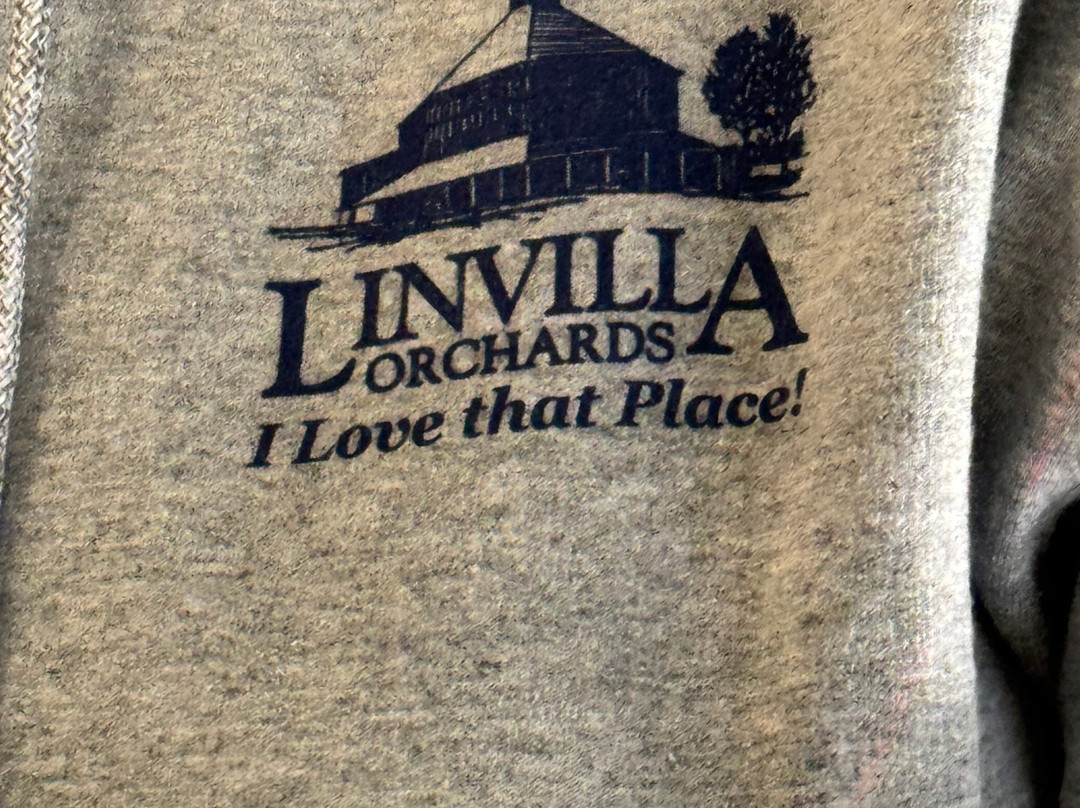 LINVILLA
ORCHARDS
I Love that Place!